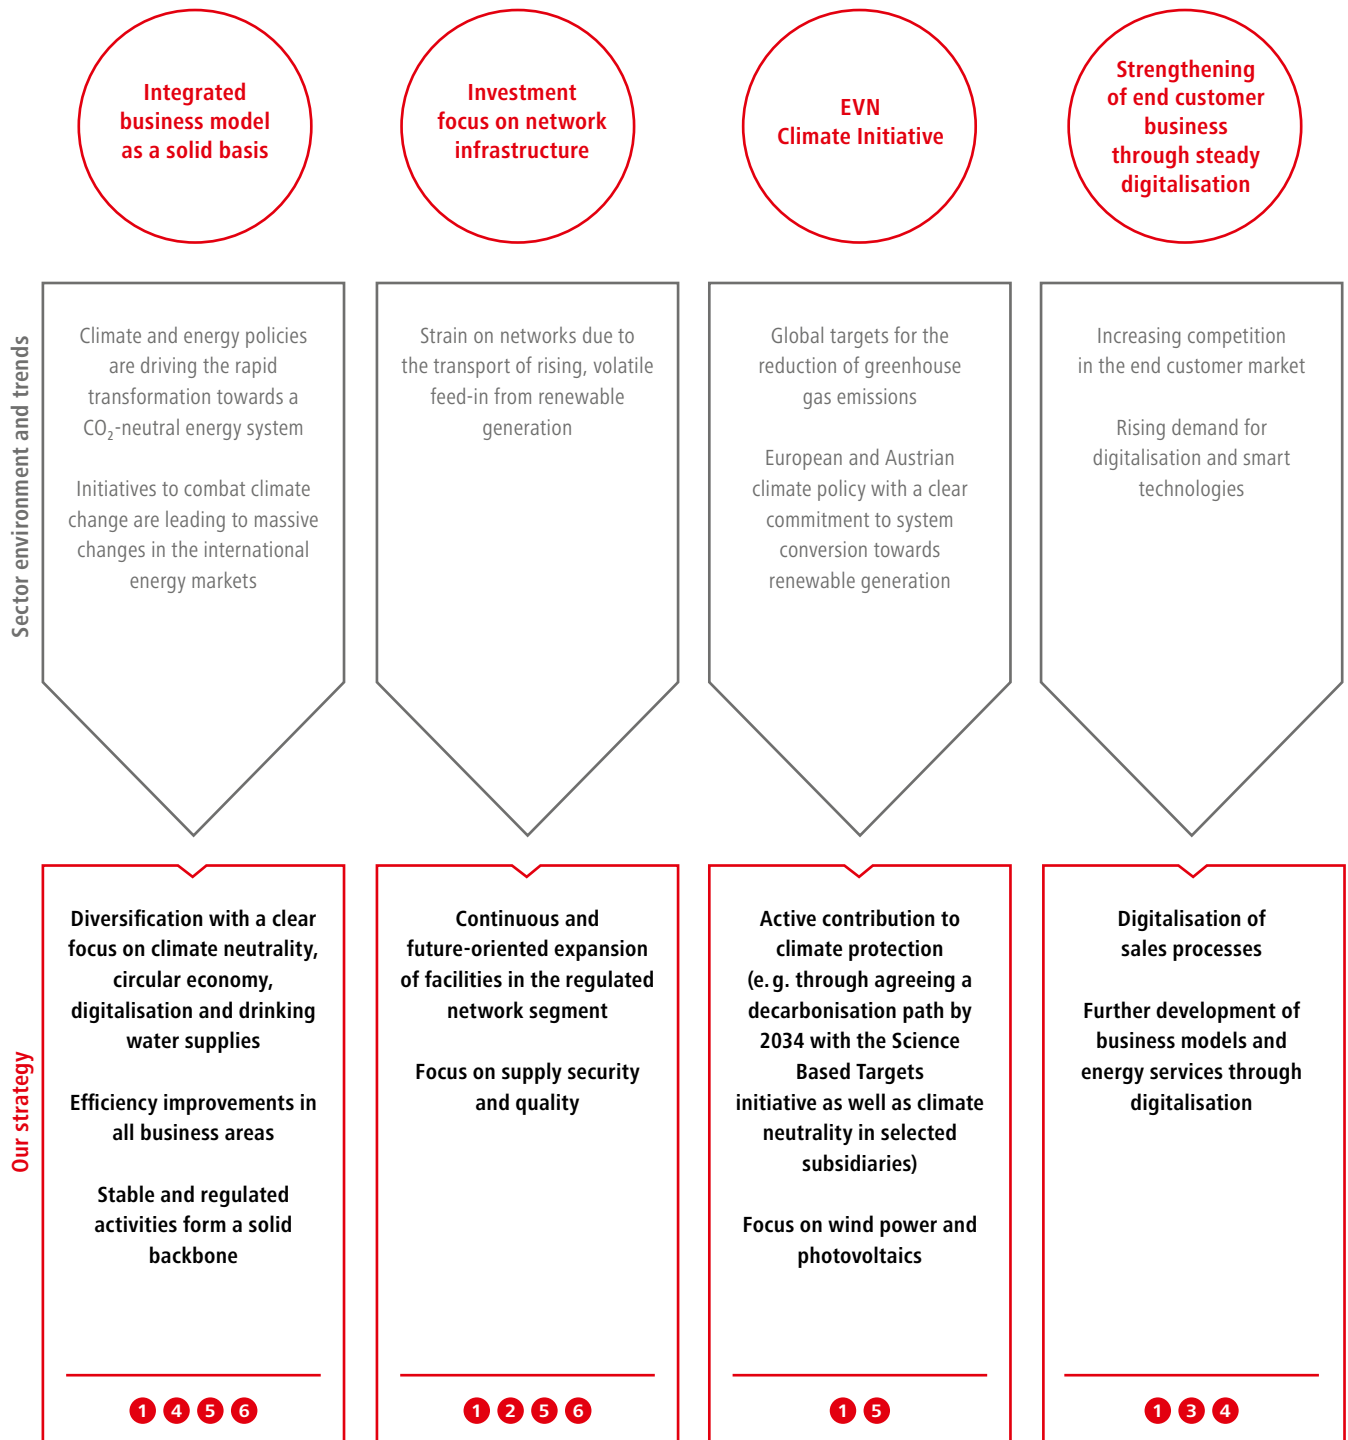 Integrated
business model
as a solid basis
Investment
focus on network
infrastructure
EVN
Climate Initiative
Strengthening
of end customer
business
through steady
digitalisation
Sector environment and trends
Climate and energy policies
are driving the rapid
transformation towards a
CO₂-neutral energy system
Initiatives to combat climate
change are leading to massive
changes in the international
energy markets
Strain on networks due to
the transport of rising, volatile
feed-in from renewable
generation
Global targets for the
reduction of greenhouse
gas emissions
European and Austrian
climate policy with a clear
commitment to system
conversion towards
renewable generation
Increasing competition
in the end customer market
Rising demand for
digitalisation and smart
technologies
Our strategy
Diversification with a clear
focus on climate neutrality,
circular economy,
digitalisation and drinking
water supplies
Efficiency improvements in
all business areas
Stable and regulated
activities form a solid
backbone
1 4 5 6
Continuous and
future-oriented expansion
of facilities in the regulated
network segment
Focus on supply security
and quality
1 2 5 6
Active contribution to
climate protection
(e. g. through agreeing a
decarbonisation path by
2034 with the Science
Based Targets
initiative as well as climate
neutrality in selected
subsidiaries)
Focus on wind power and
photovoltaics
1 5
Digitalisation of
sales processes
Further development of
business models and
energy services through
digitalisation
1 3 4